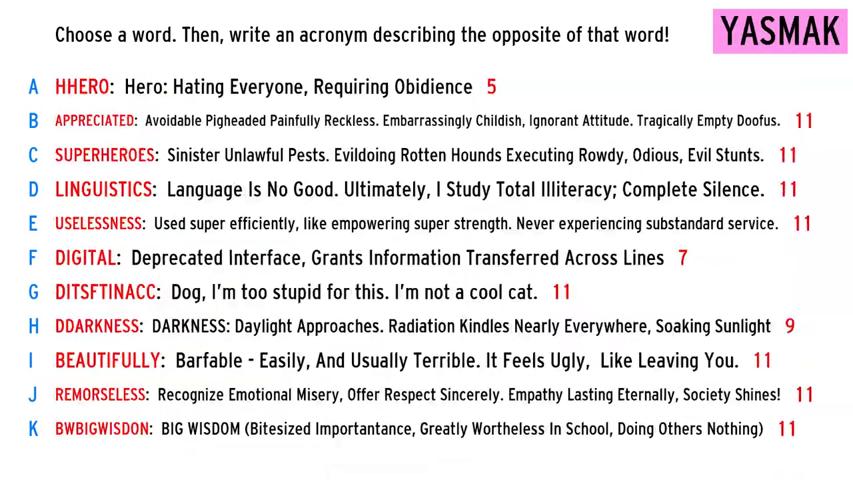 Choose a word. Then, write an acronym describing the opposite of that word!
YASMAK
A HHERO: Hero: Hating Everyone, Requiring Obidience 5
B APPRECIATED: Avoidable Pigheaded Painfully Reckless. Embarrassingly Childish, Ignorant Attitude. Tragically Empty Doofus. 11
C SUPERHEROES: Sinister Unlawful Pests. Evildoing Rotten Hounds Executing Rowdy, Odious, Evil Stunts. 11
D LINGUISTICS: Language Is No Good. Ultimately, I Study Total Illiteracy; Complete Silence. 11
E USELESSNESS: Used super efficiently, like empowering super strength. Never experiencing substandard service. 11
F DIGITAL: Deprecated Interface, Grants Information Transferred Across Lines 7
G DITSFTINACC: Dog, I'm too stupid for this. I'm not a cool cat. 11
H DDARKNESS: DARKNESS: Daylight Approaches. Radiation Kindles Nearly Everywhere, Soaking Sunlight 9
I BEAUTIFULLY: Barfable - Easily, And Usually Terrible. It Feels Ugly, Like Leaving You. 11
J REMORSELESS: Recognize Emotional Misery, Offer Respect Sincerely. Empathy Lasting Eternally, Society Shines! 11
K BWBIGWISDON: BIG WISDOM (Bitesized Importantance, Greatly Wortheless In School, Doing Others Nothing) 11